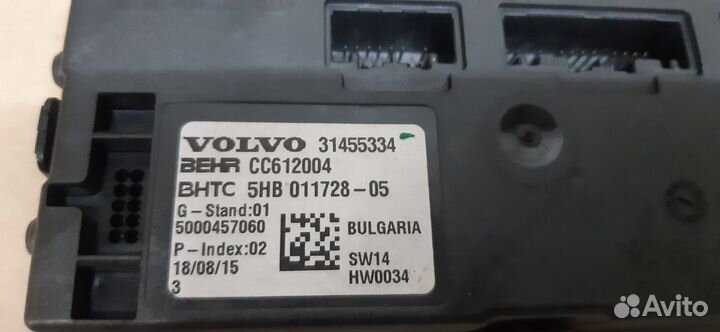 VOLVO 31455334
BEHR CC612004
BHTC 5HB 011728-05
G-Stand:01
5000457060 BULGARIA
P-Index:02
18/08/15 SW14
3 HW0034
Avito